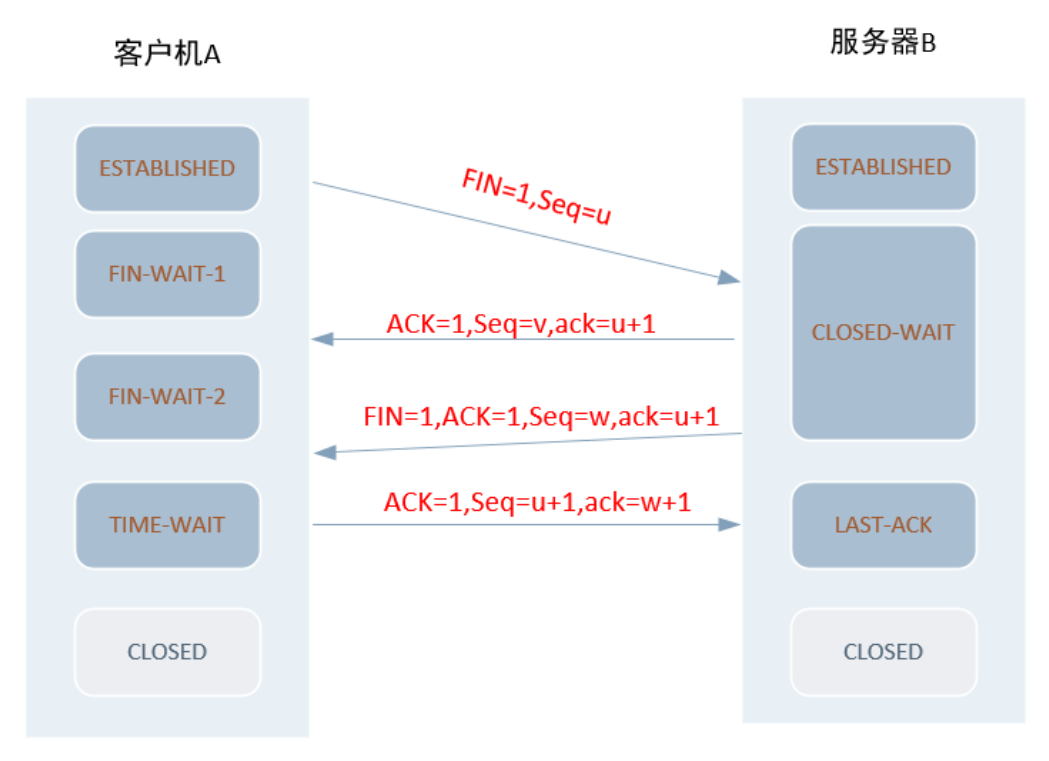 客户机A
服务器B
ESTABLISHED
ESTABLISHED
FIN=1,Seq=u
FIN-WAIT-1
ACK=1,Seq=v,ack=u+1
CLOSED-WAIT
FIN-WAIT-2
FIN=1,ACK=1,Seq=w,ack=u+1
ACK=1,Seq=u+1,ack=w+1
TIME-WAIT
LAST-ACK
CLOSED
CLOSED